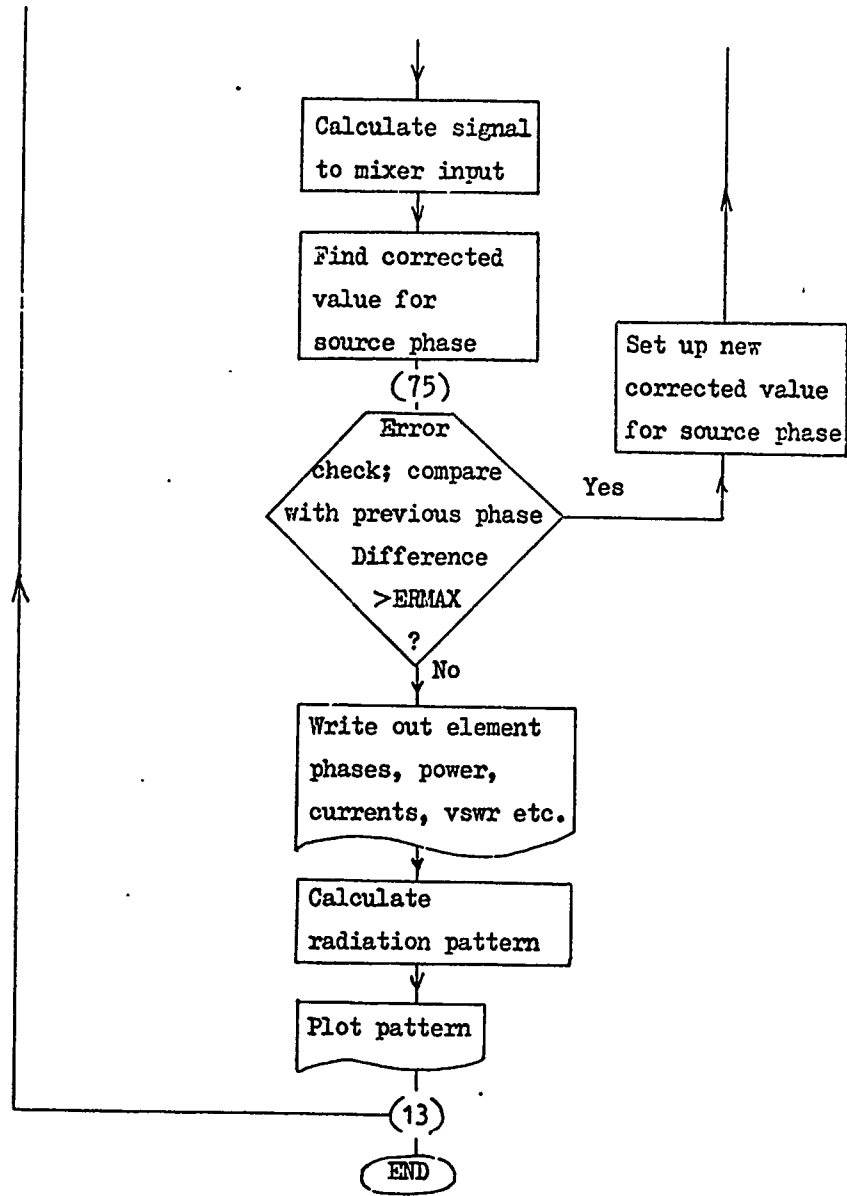 Calculate signal
to mixer input
Find corrected
value for
source phase
(75)
Error
check; compare
with previous phase
Difference
>ERMAX
?
Yes
Set up new
corrected value
for source phase
No
Write out element
phases, power,
currents, vswr etc.
Calculate
radiation pattern
Plot pattern
(13)
END